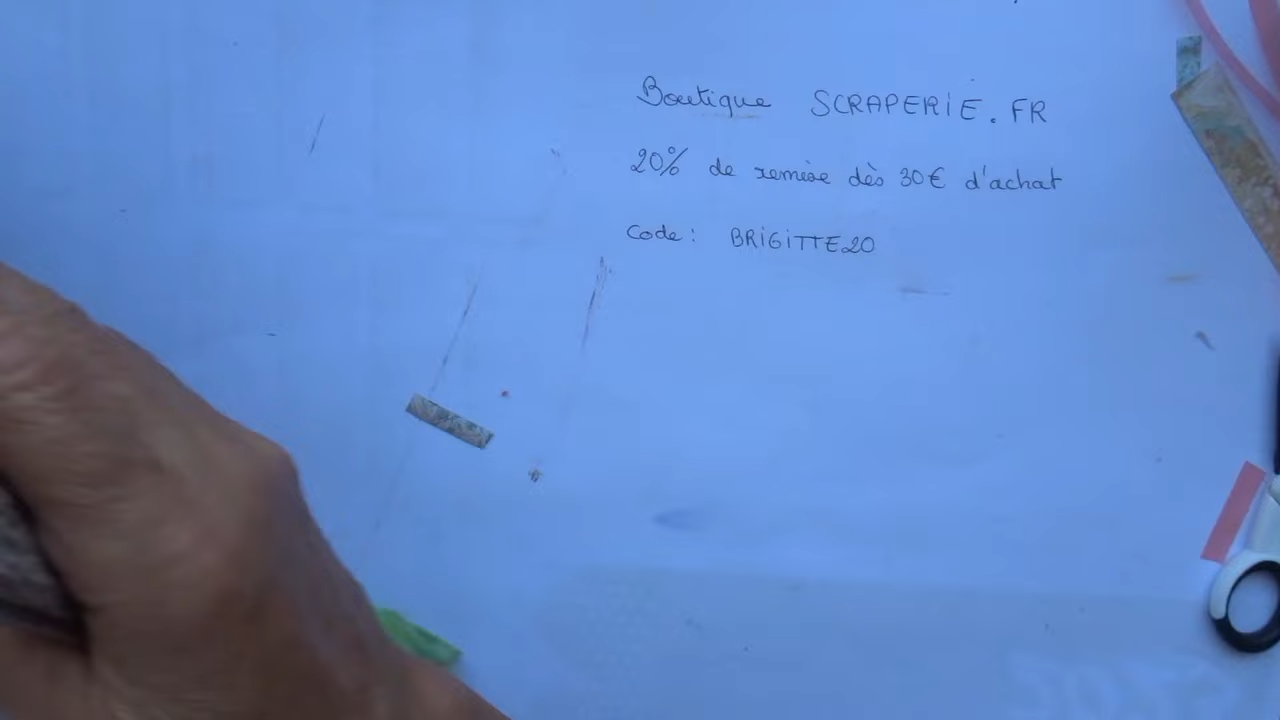 Boutique SCRAPERiE.FR
20% de remise dès 30€ d'achat
Code : BRiGiTTE20